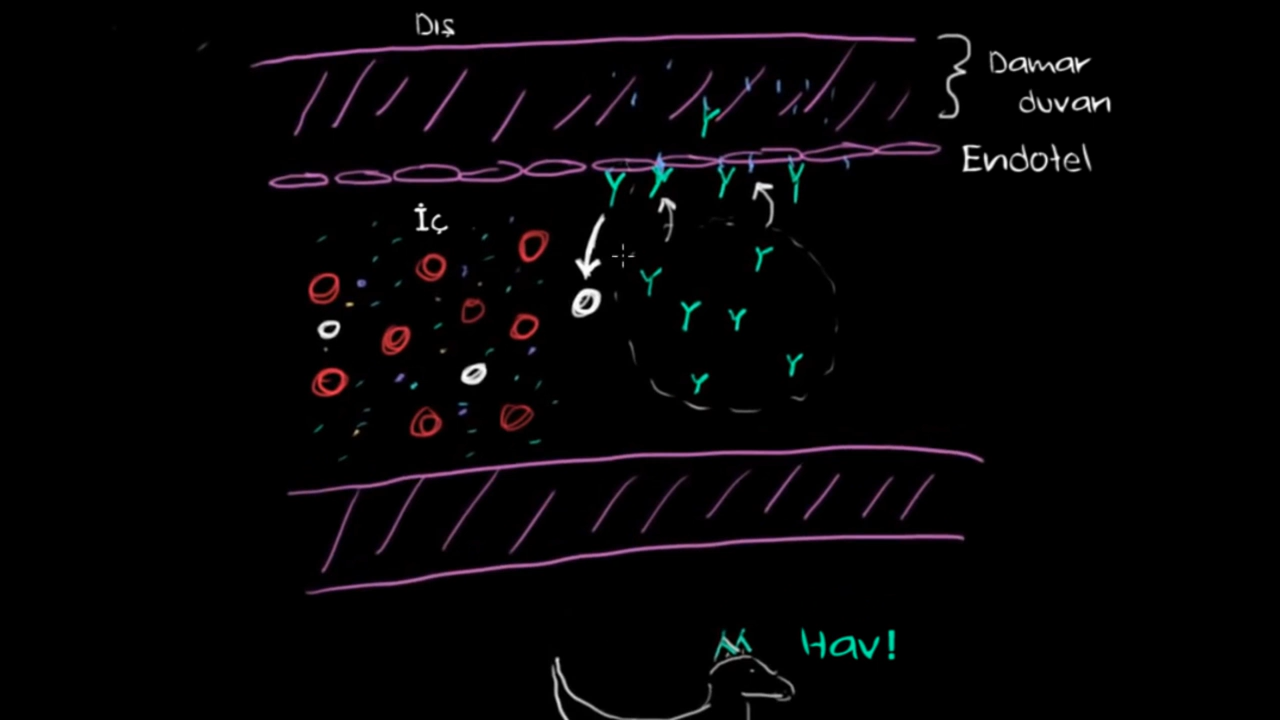 Dış
Damar
duvarı
Endotel
İç
Hav!